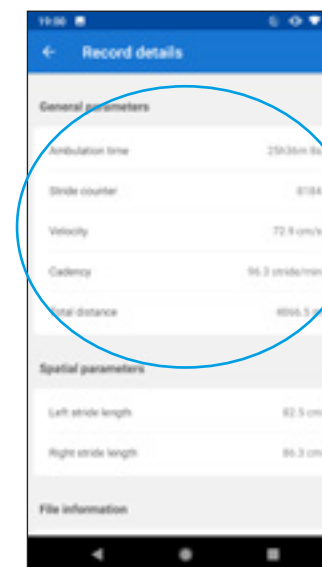 19:00
Record details
General parameters
Ambulation time
Stride counter 8184
Velocity 72.9 cm/s
Cadency 96.3 stride/min
Total distance
Spatial parameters
Left stride length 82.5 cm
Right stride length 86.3 cm
File information